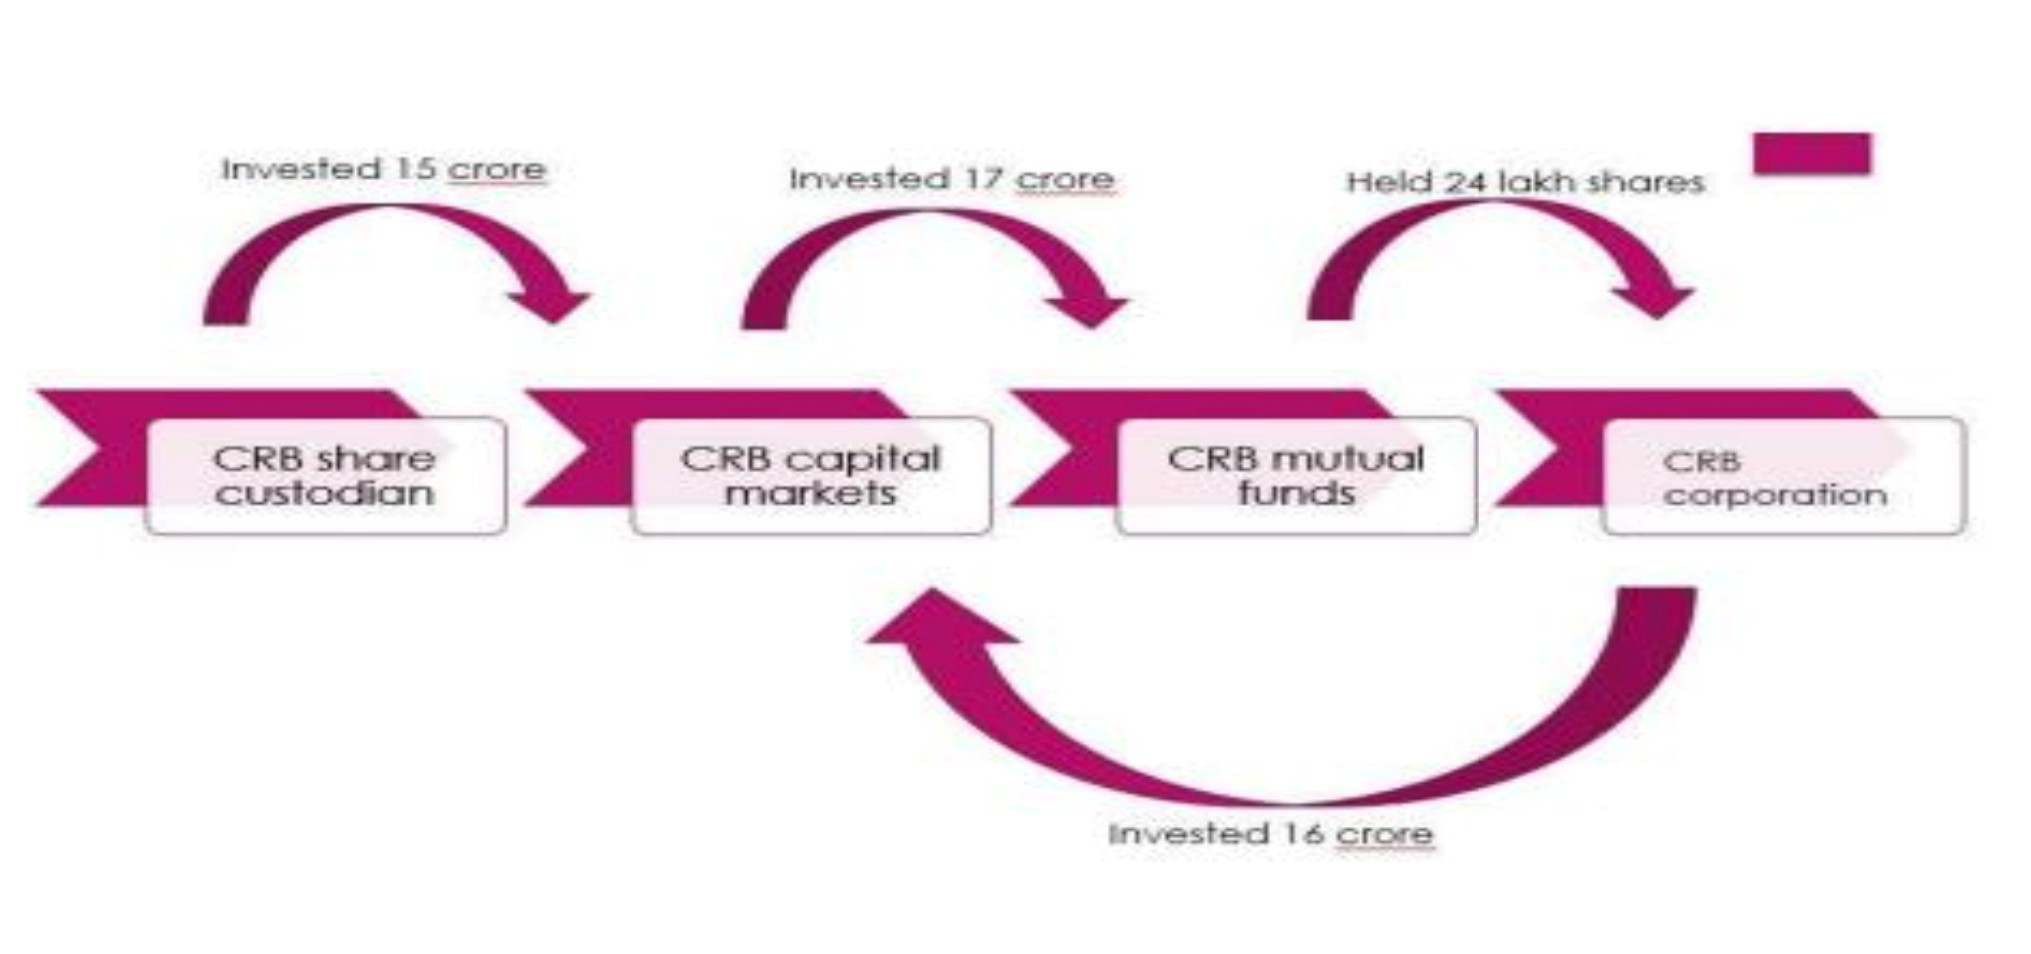 Invested 15 crore
Invested 17 crore
Held 24 lakh shares
CRB share
custodian
CRB capital
markets
CRB mutual
funds
CRB
corporation
Invested 16 crore